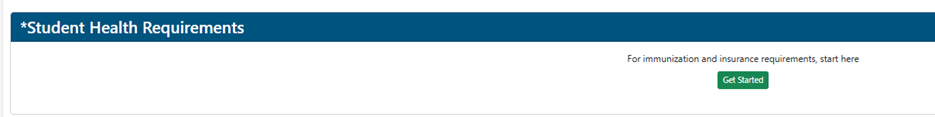 *Student Health Requirements
For immunization and insurance requirements, start here
Get Started